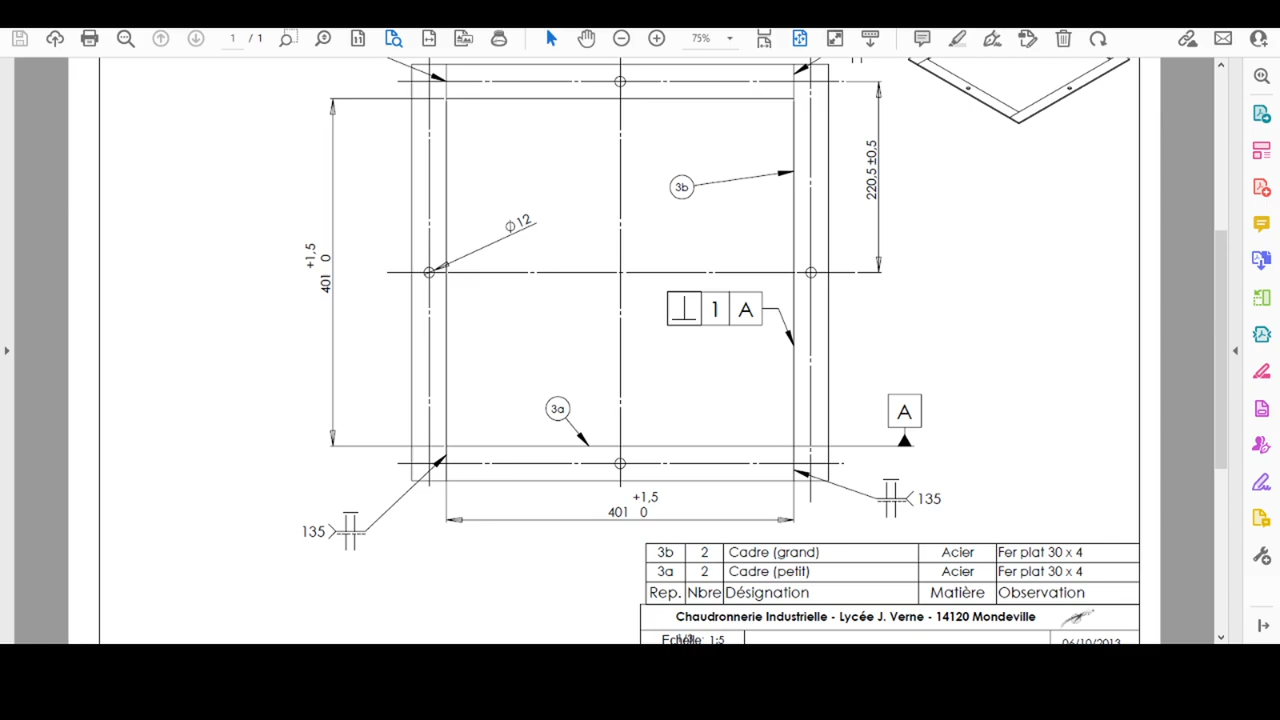 1 / 1
75%
3b
220,5 ±0,5
∅12
+1,5
401 0
⊥ 1 A
3a
A
+1,5
401 0
135
135
3b 2 Cadre (grand) Acier Fer plat 30 x 4
3a 2 Cadre (petit) Acier Fer plat 30 x 4
Rep. Nbre Désignation Matière Observation
Chaudronnerie Industrielle - Lycée J. Verne - 14120 Mondeville
Echelle: 1:5
06/10/2013